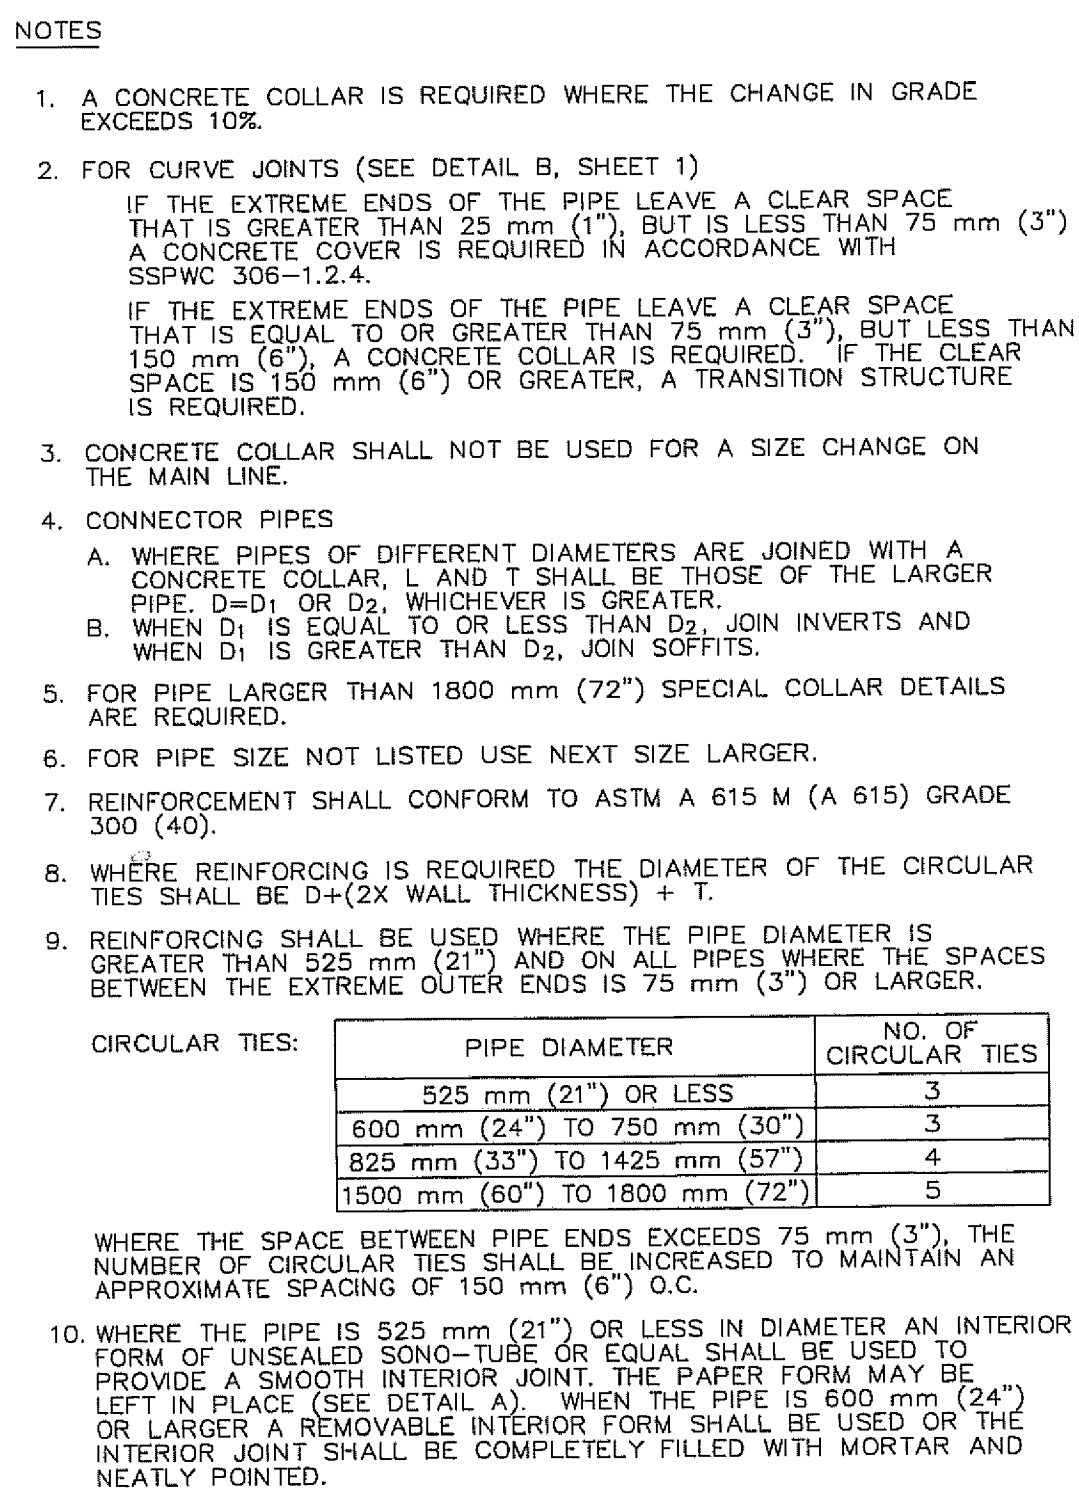 NOTES
1. A CONCRETE COLLAR IS REQUIRED WHERE THE CHANGE IN GRADE
EXCEEDS 10%.
2. FOR CURVE JOINTS (SEE DETAIL B, SHEET 1)
IF THE EXTREME ENDS OF THE PIPE LEAVE A CLEAR SPACE
THAT IS GREATER THAN 25 mm (1"), BUT IS LESS THAN 75 mm (3")
A CONCRETE COVER IS REQUIRED IN ACCORDANCE WITH
SSPWC 306-1.2.4.
IF THE EXTREME ENDS OF THE PIPE LEAVE A CLEAR SPACE
THAT IS EQUAL TO OR GREATER THAN 75 mm (3"), BUT LESS THAN
150 mm (6"), A CONCRETE COLLAR IS REQUIRED. IF THE CLEAR
SPACE IS 150 mm (6") OR GREATER, A TRANSITION STRUCTURE
IS REQUIRED.
3. CONCRETE COLLAR SHALL NOT BE USED FOR A SIZE CHANGE ON
THE MAIN LINE.
4. CONNECTOR PIPES
A. WHERE PIPES OF DIFFERENT DIAMETERS ARE JOINED WITH A
CONCRETE COLLAR, L AND T SHALL BE THOSE OF THE LARGER
PIPE. D=D1 OR D2, WHICHEVER IS GREATER.
B. WHEN D1 IS EQUAL TO OR LESS THAN D2, JOIN INVERTS AND
WHEN D1 IS GREATER THAN D2, JOIN SOFFITS.
5. FOR PIPE LARGER THAN 1800 mm (72") SPECIAL COLLAR DETAILS
ARE REQUIRED.
6. FOR PIPE SIZE NOT LISTED USE NEXT SIZE LARGER.
7. REINFORCEMENT SHALL CONFORM TO ASTM A 615 M (A 615) GRADE
300 (40).
8. WHERE REINFORCING IS REQUIRED THE DIAMETER OF THE CIRCULAR
TIES SHALL BE D+(2X WALL THICKNESS) + T.
9. REINFORCING SHALL BE USED WHERE THE PIPE DIAMETER IS
GREATER THAN 525 mm (21") AND ON ALL PIPES WHERE THE SPACES
BETWEEN THE EXTREME OUTER ENDS IS 75 mm (3") OR LARGER.
CIRCULAR TIES:
PIPE DIAMETER
NO. OF
CIRCULAR TIES
525 mm (21") OR LESS 3
600 mm (24") TO 750 mm (30") 3
825 mm (33") TO 1425 mm (57") 4
1500 mm (60") TO 1800 mm (72") 5
WHERE THE SPACE BETWEEN PIPE ENDS EXCEEDS 75 mm (3"), THE
NUMBER OF CIRCULAR TIES SHALL BE INCREASED TO MAINTAIN AN
APPROXIMATE SPACING OF 150 mm (6") O.C.
10. WHERE THE PIPE IS 525 mm (21") OR LESS IN DIAMETER AN INTERIOR
FORM OF UNSEALED SONO-TUBE OR EQUAL SHALL BE USED TO
PROVIDE A SMOOTH INTERIOR JOINT. THE PAPER FORM MAY BE
LEFT IN PLACE (SEE DETAIL A). WHEN THE PIPE IS 600 mm (24")
OR LARGER A REMOVABLE INTERIOR FORM SHALL BE USED OR THE
INTERIOR JOINT SHALL BE COMPLETELY FILLED WITH MORTAR AND
NEATLY POINTED.